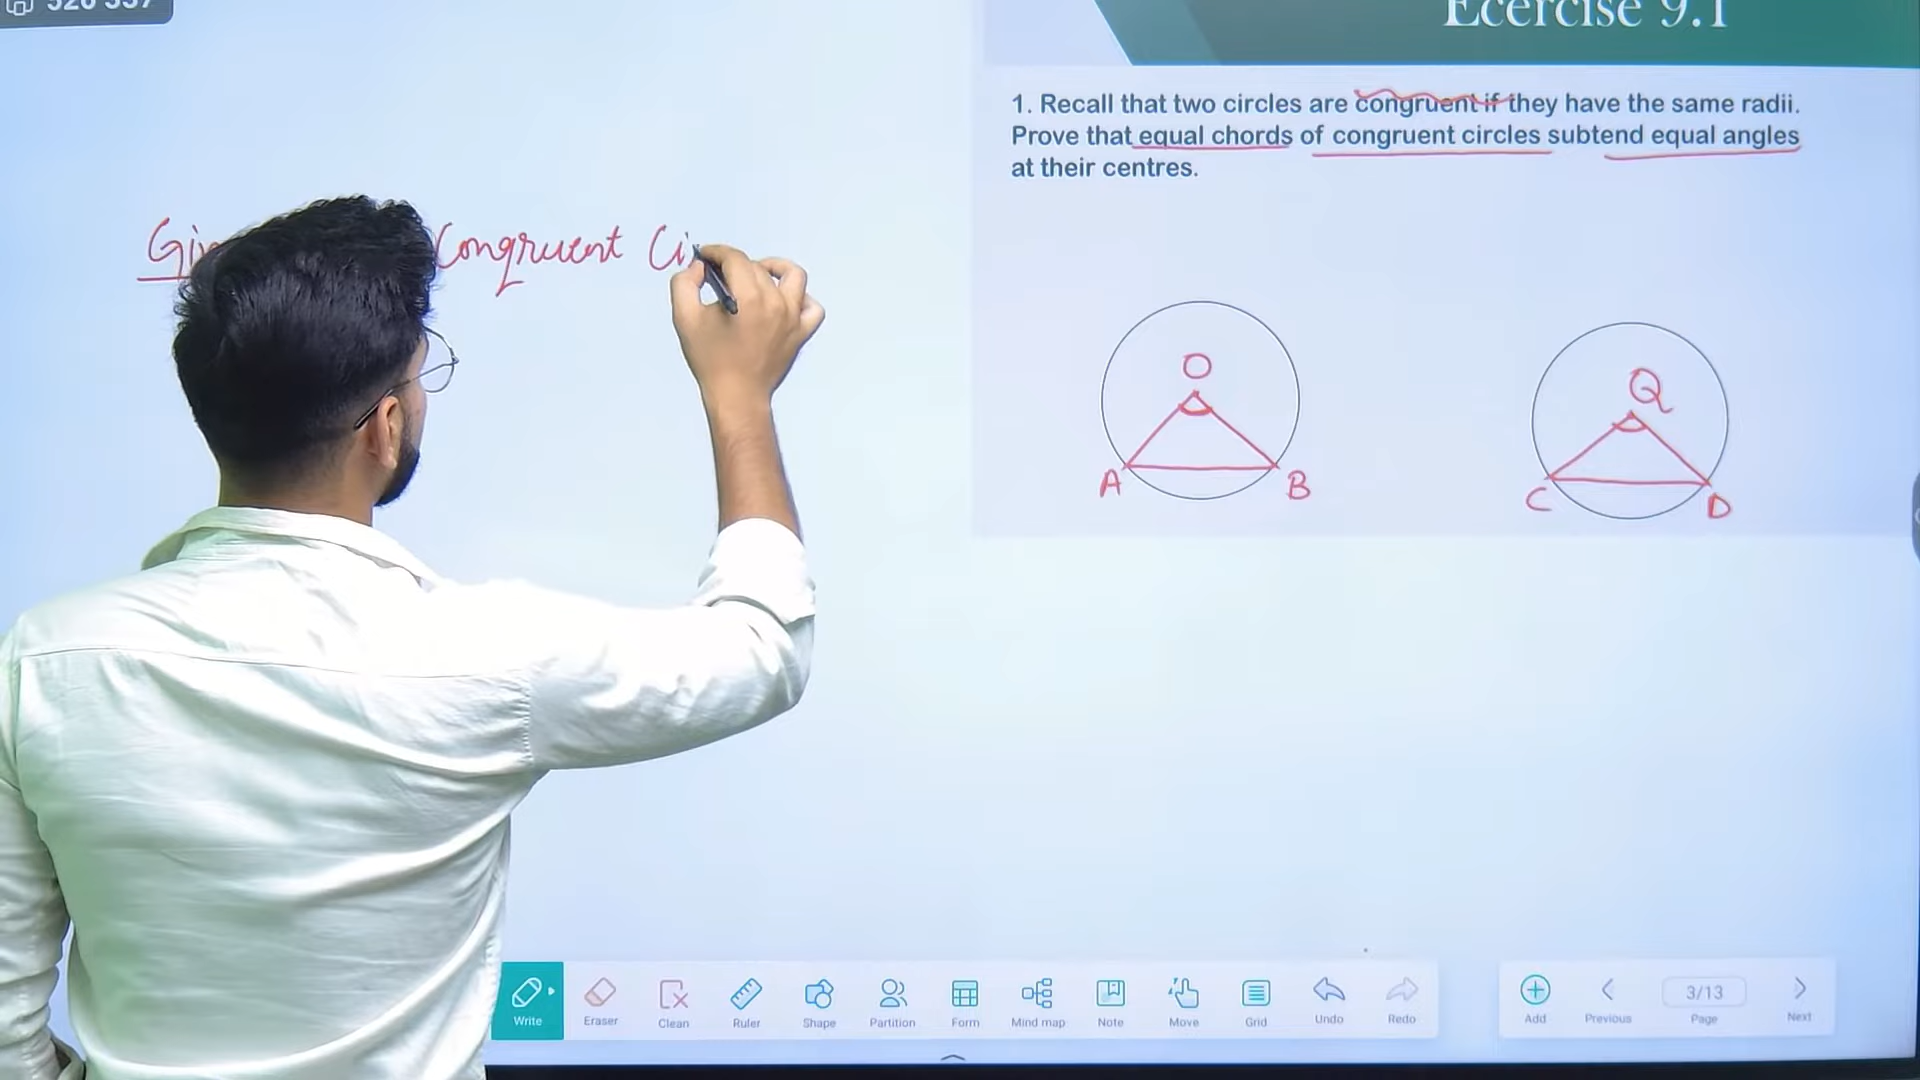 Ecercise 9.1
1. Recall that two circles are congruent if they have the same radii.
Prove that equal chords of congruent circles subtend equal angles
at their centres.
Congruent Ci
O
A
B
Q
C
D
Write
Eraser
Clean
Ruler
Shape
Partition
Form
Mind map
Note
Move
Grid
Undo
Redo
Add
Previous
3/13
Page
Next